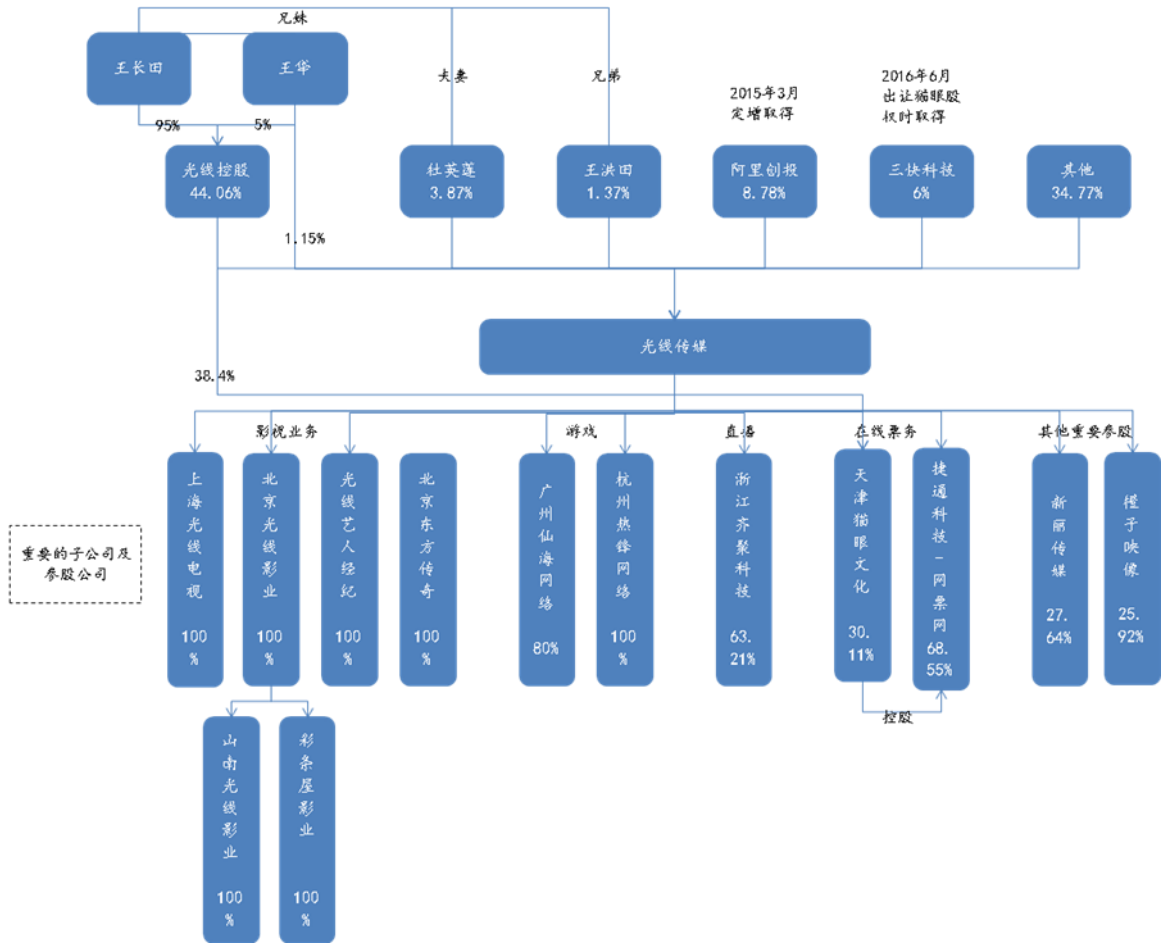 兄妹
王长田
王华
夫妻
兄弟
2015年3月
定增取得
2016年6月
出让猫眼股
权时取得
95%
5%
光线控股
44.06%
杜英莲
3.87%
王洪田
1.37%
阿里创投
8.78%
三快科技
6%
其他
34.77%
1.15%
光线传媒
38.4%
影视业务
游戏
直播
在线票务
其他重要参股
重要的子公司及
参股公司
上海光线电视
100
%
北京光线影业
100
%
光线艺人经纪
100
%
北京东方传奇
100
%
广州仙海网络
80%
杭州热锋网络
100
%
浙江齐聚科技
63.
21%
天津猫眼文化
30.
11%
捷通科技-网票网
68.
55%
新丽传媒
27.
64%
橙子映像
25.
92%
控股
山南光线影业
100
%
彩条屋影业
100
%